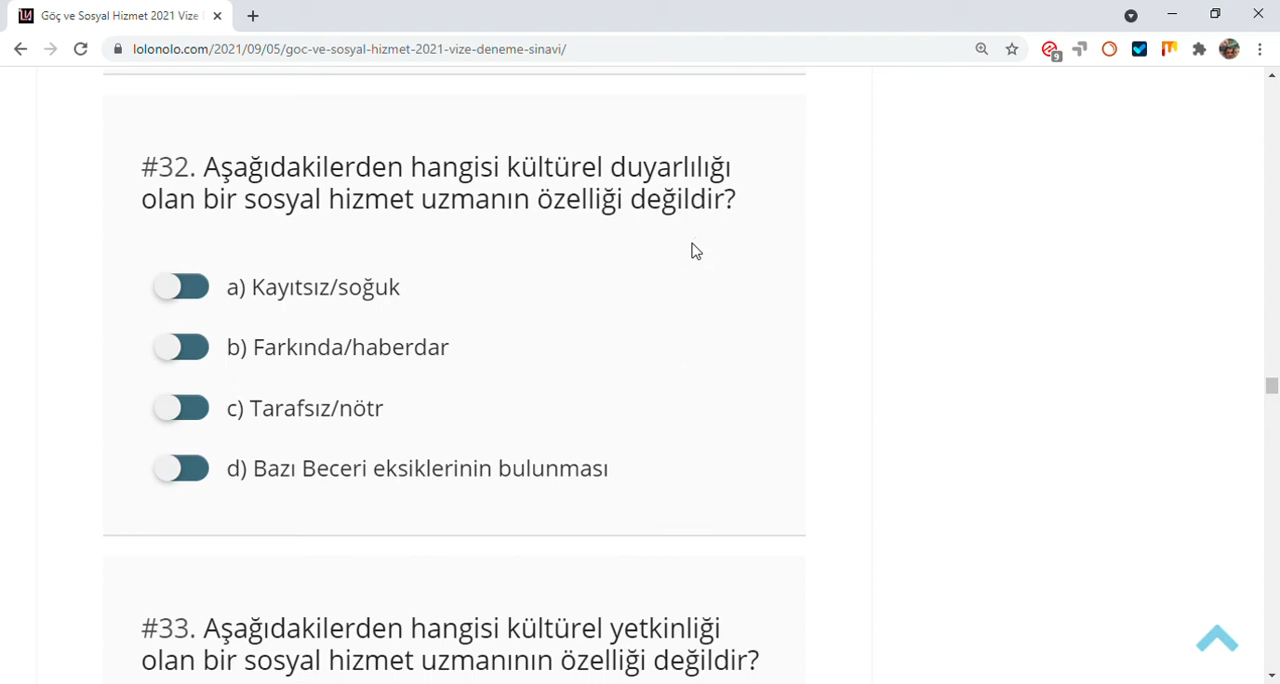 Göç ve Sosyal Hizmet 2021 Vize
lolonolo.com/2021/09/05/goc-ve-sosyal-hizmet-2021-vize-deneme-sinavi/
9
#32. Aşağıdakilerden hangisi kültürel duyarlılığı
olan bir sosyal hizmet uzmanın özelliği değildir?
a) Kayıtsız/soğuk
b) Farkında/haberdar
c) Tarafsız/nötr
d) Bazı Beceri eksiklerinin bulunması
#33. Aşağıdakilerden hangisi kültürel yetkinliği
olan bir sosyal hizmet uzmanının özelliği değildir?